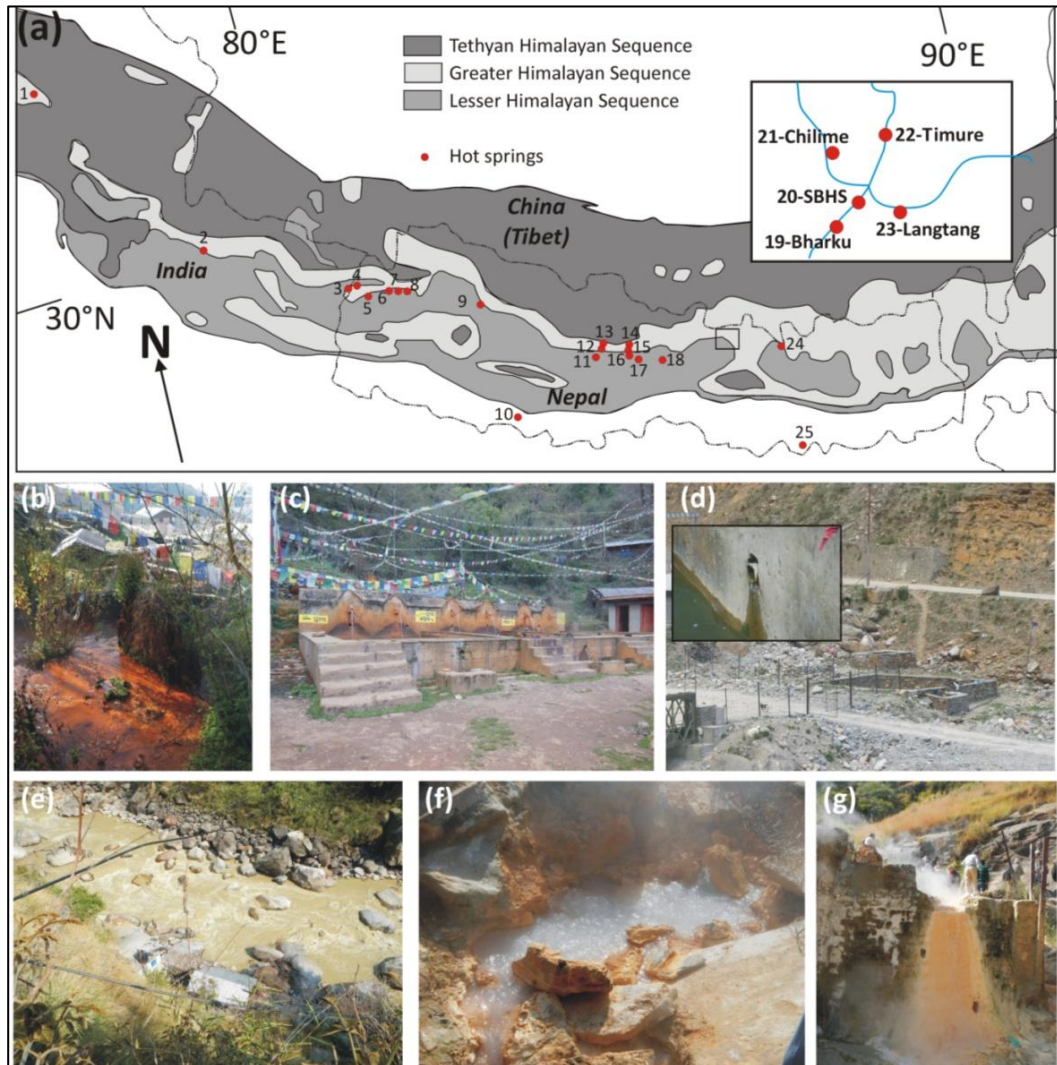 (a)
80°E
90°E
Tethyan Himalayan Sequence
Greater Himalayan Sequence
Lesser Himalayan Sequence
Hot springs
1
21-Chilime
22-Timure
20-SBHS
19-Bharku
23-Langtang
China
(Tibet)
2
India
3
4
5
6
7
8
9
30°N
N
13
14
12
15
11
16
17
18
24
Nepal
10
25
(b)
(c)
(d)
(e)
(f)
(g)